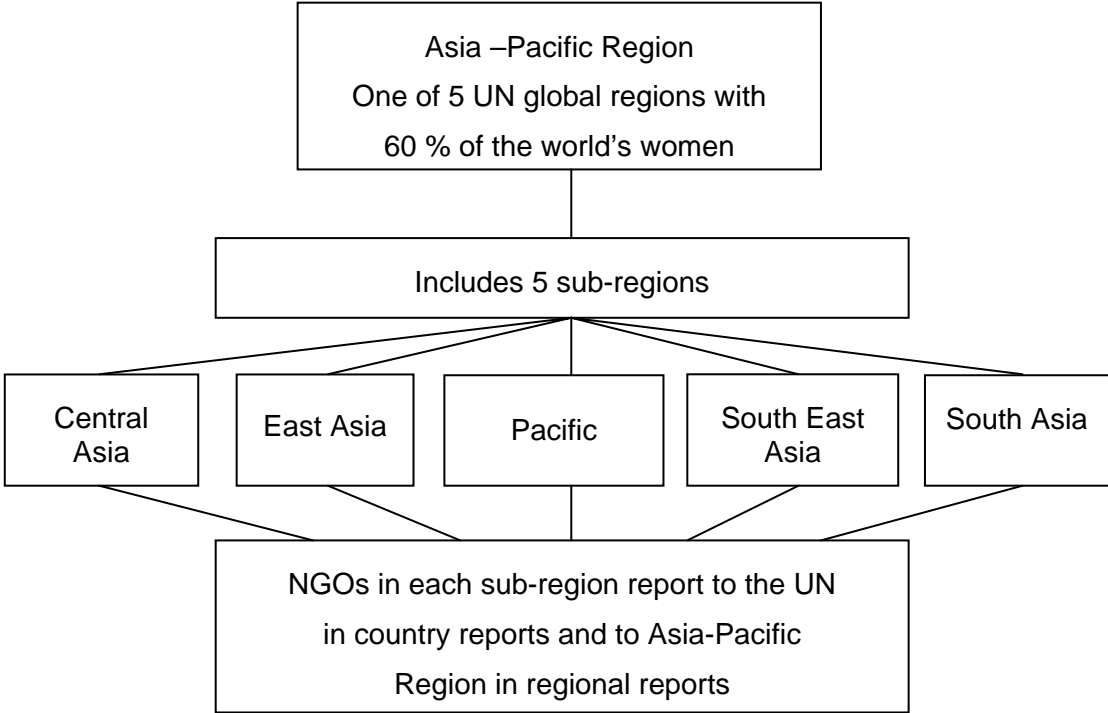 Asia –Pacific Region
One of 5 UN global regions with
60 % of the world's women
Includes 5 sub-regions
Central
Asia
East Asia
Pacific
South East
Asia
South Asia
NGOs in each sub-region report to the UN
in country reports and to Asia-Pacific
Region in regional reports